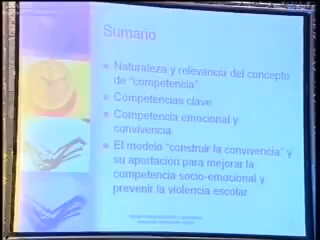 Sumario
Naturaleza y relevancia del concepto
de "competencia"
Competencias clave
Competencia emocional y
convivencia
El modelo "construir la convivencia" y
su aportación para mejorar la
competencia socio-emocional y
prevenir la violencia escolar